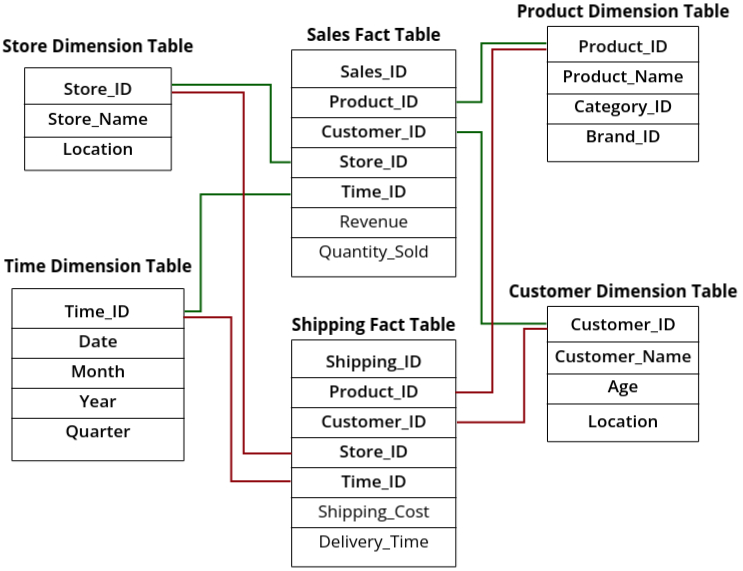 Store Dimension Table
Store_ID
Store_Name
Location
Time Dimension Table
Time_ID
Date
Month
Year
Quarter
Sales Fact Table
Sales_ID
Product_ID
Customer_ID
Store_ID
Time_ID
Revenue
Quantity_Sold
Shipping Fact Table
Shipping_ID
Product_ID
Customer_ID
Store_ID
Time_ID
Shipping_Cost
Delivery_Time
Product Dimension Table
Product_ID
Product_Name
Category_ID
Brand_ID
Customer Dimension Table
Customer_ID
Customer_Name
Age
Location